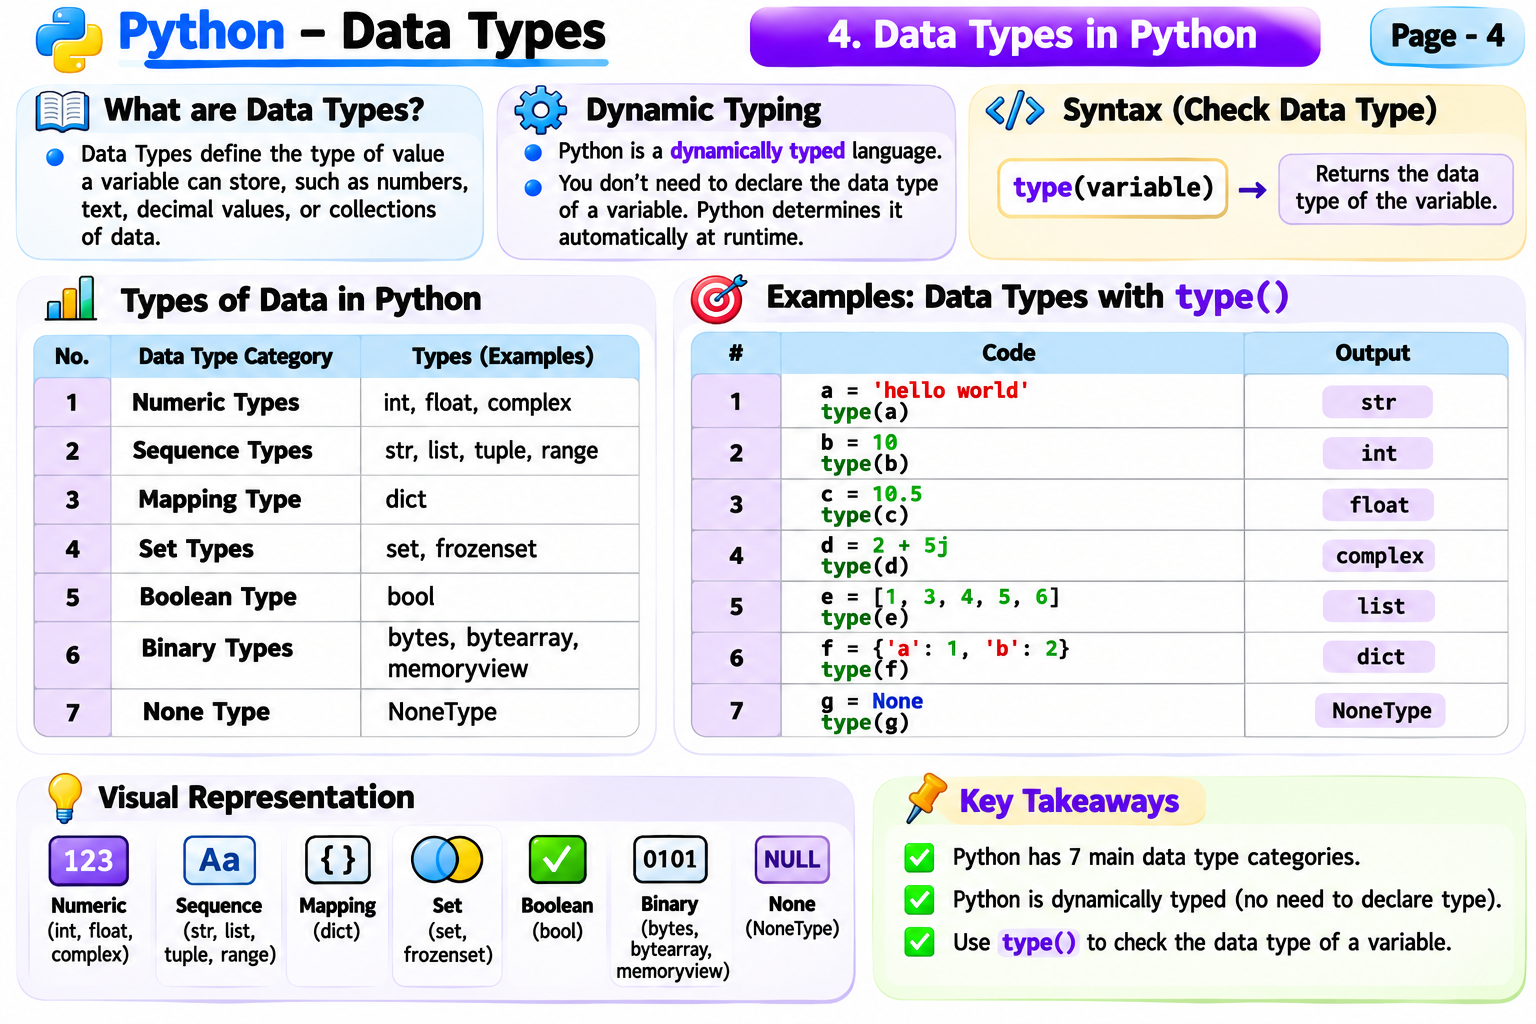 Python – Data Types
4. Data Types in Python
Page - 4
What are Data Types?
Data Types define the type of value
a variable can store, such as numbers,
text, decimal values, or collections
of data.
Dynamic Typing
Python is a dynamically typed language.
You don't need to declare the data type
of a variable. Python determines it
automatically at runtime.
</> Syntax (Check Data Type)
type(variable) → Returns the data
type of the variable.
Types of Data in Python
No. Data Type Category Types (Examples)
1 Numeric Types int, float, complex
2 Sequence Types str, list, tuple, range
3 Mapping Type dict
4 Set Types set, frozenset
5 Boolean Type bool
6 Binary Types bytes, bytearray,
memoryview
7 None Type NoneType
Examples: Data Types with type()
# Code Output
1 a = 'hello world'
type(a) str
2 b = 10
type(b) int
3 c = 10.5
type(c) float
4 d = 2 + 5j
type(d) complex
5 e = [1, 3, 4, 5, 6]
type(e) list
6 f = {'a': 1, 'b': 2}
type(f) dict
7 g = None
type(g) NoneType
Visual Representation
123
Numeric
(int, float,
complex)
Aa
Sequence
(str, list,
tuple, range)
{ }
Mapping
(dict)
Set
(set,
frozenset)
Boolean
(bool)
0101
Binary
(bytes,
bytearray,
memoryview)
NULL
None
(NoneType)
Key Takeaways
Python has 7 main data type categories.
Python is dynamically typed (no need to declare type).
Use type() to check the data type of a variable.